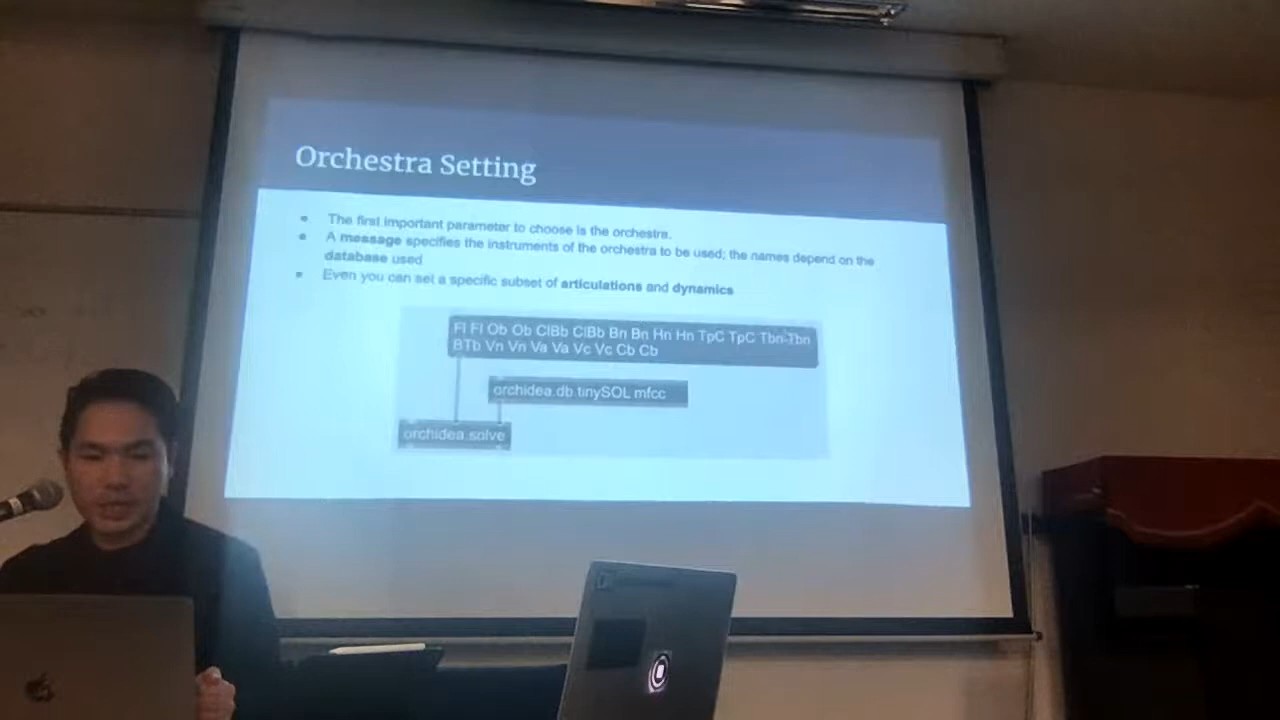 Orchestra Setting
The first important parameter to choose is the orchestra.
A message specifies the instruments of the orchestra to be used; the names depend on the
database used
Even you can set a specific subset of articulations and dynamics
Fl Fl Ob Ob ClBb ClBb Bn Bn Hn Hn TpC TpC Tbn Tbn
BTb Vn Vn Va Va Vc Vc Cb Cb
orchidea.db tinySOL mfcc
orchidea.solve